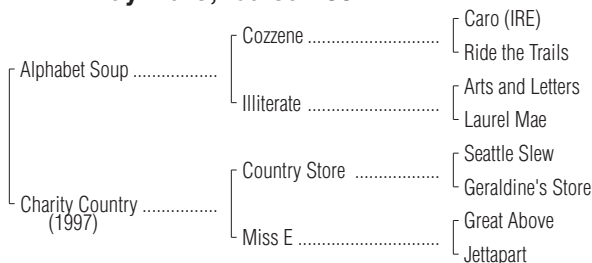 Caro (IRE)
Cozzene
Ride the Trails
Alphabet Soup
Arts and Letters
Illiterate
Laurel Mae
Seattle Slew
Country Store
Geraldine's Store
Charity Country
(1997)
Great Above
Miss E
Jettapart